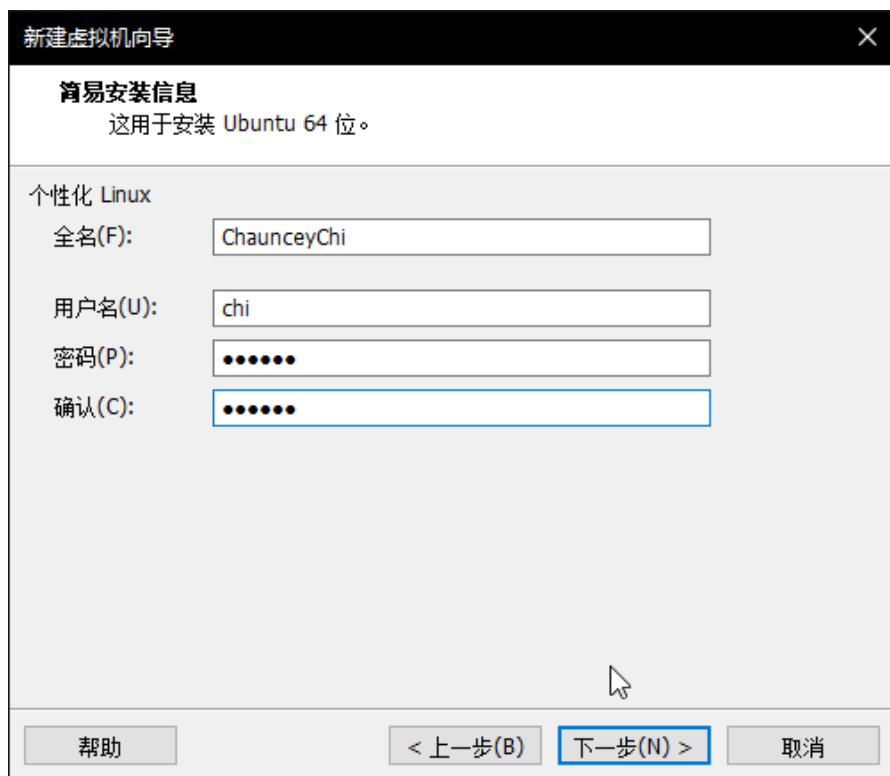 新建虚拟机向导
简易安装信息
这用于安装 Ubuntu 64 位。
个性化 Linux
全名(F): ChaunceyChi
用户名(U): chi
密码(P): ●●●●●●
确认(C): ●●●●●●
帮助 < 上一步(B) 下一步(N) > 取消